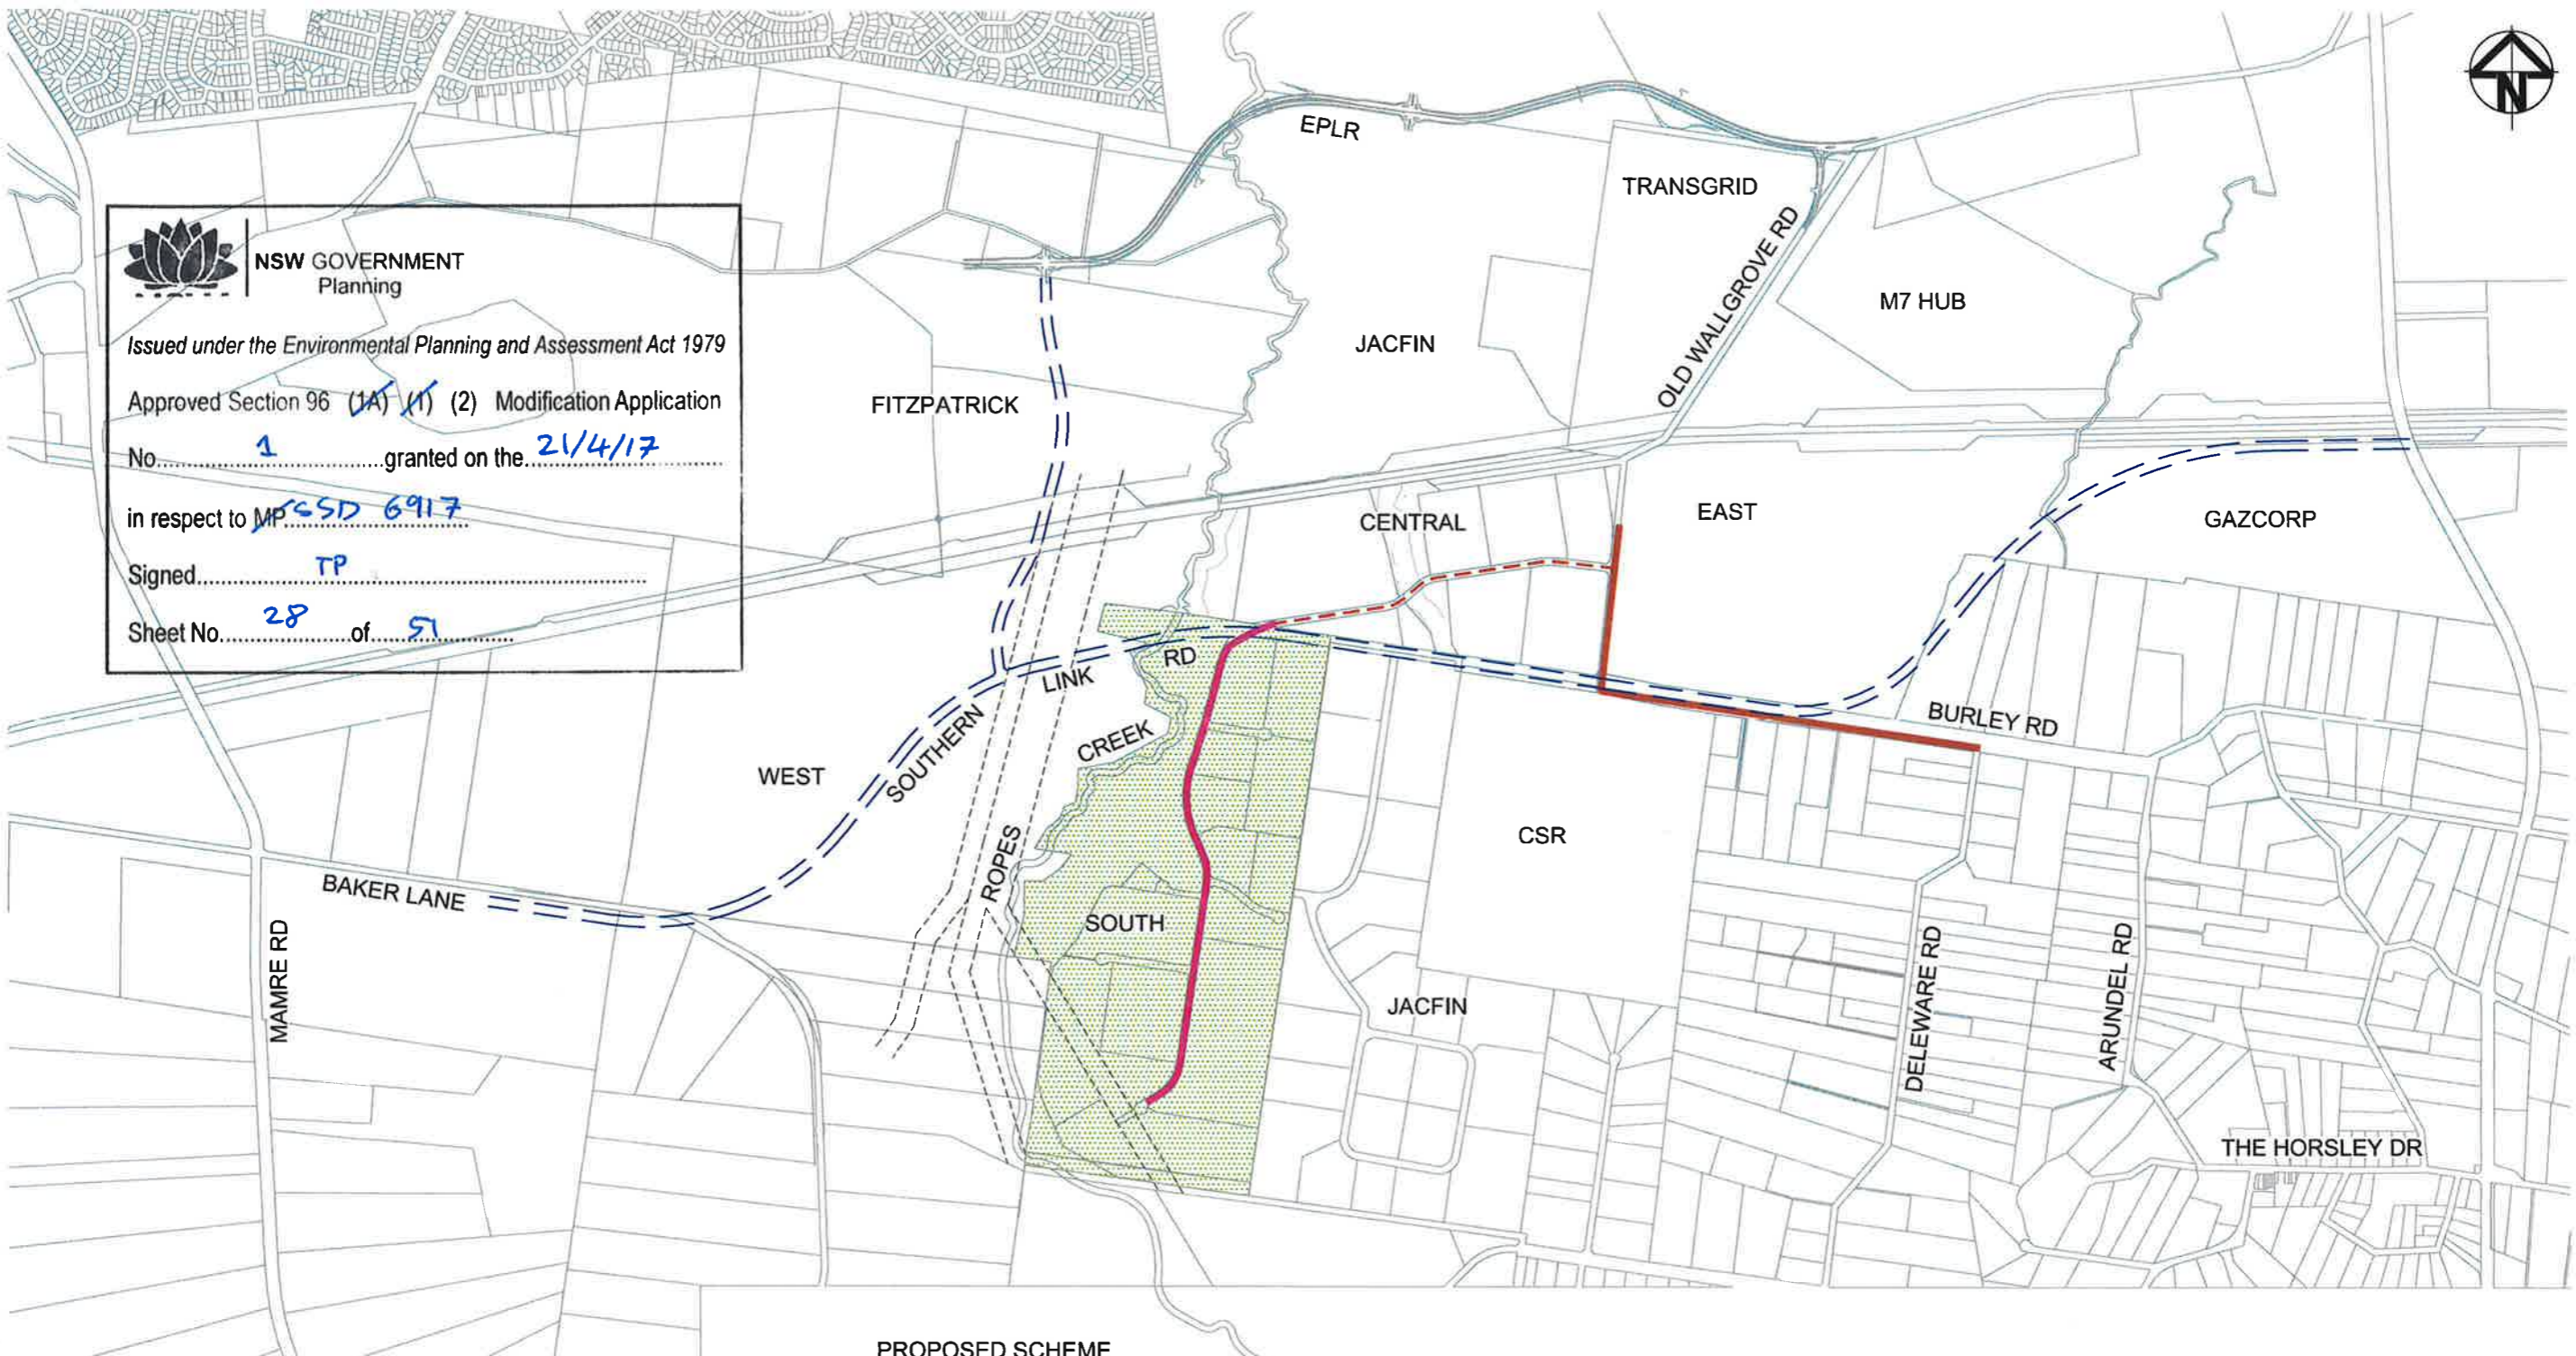 EPLR
TRANSGRID
N
NSW GOVERNMENT
Planning
Issued under the Environmental Planning and Assessment Act 1979
Approved Section 96 (1A) (1) (2) Modification Application
No. 1 granted on the 21/4/17
in respect to MP SSD 6917
Signed TP
Sheet No. 28 of 51
OLD WALLGROVE RD
M7 HUB
JACFIN
FITZPATRICK
CENTRAL
EAST
GAZCORP
SOUTHERN LINK RD
BURLEY RD
WEST
ROPES CREEK
CSR
BAKER LANE
MAMRE RD
SOUTH
JACFIN
DELEWARE RD
ARUNDEL RD
THE HORSLEY DR
PROPOSED SCHEME